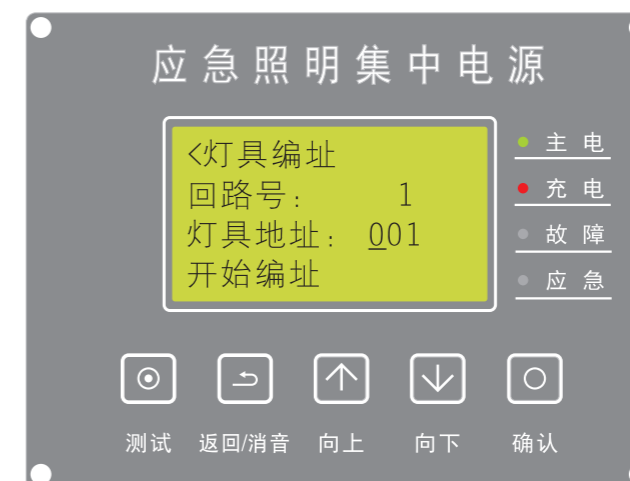 应急照明集中电源
<灯具编址
回路号: 1
灯具地址: 001
开始编址
主电
充电
故障
应急
测试 返回/消音 向上 向下 确认